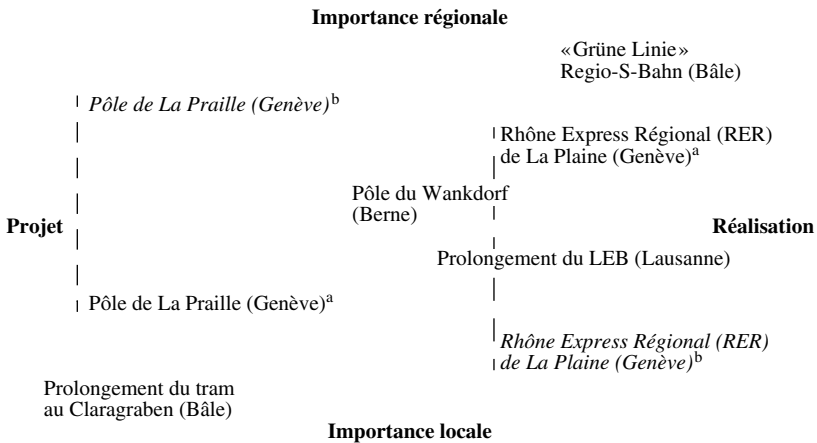 Importance régionale
«Grüne Linie»
Regio-S-Bahn (Bâle)
Pôle de La Praille (Genève)b
Rhône Express Régional (RER)
de La Plaine (Genève)a
Pôle du Wankdorf
(Berne)
Projet
Réalisation
Prolongement du LEB (Lausanne)
Pôle de La Praille (Genève)a
Rhône Express Régional (RER)
de La Plaine (Genève)b
Prolongement du tram
au Claragraben (Bâle)
Importance locale